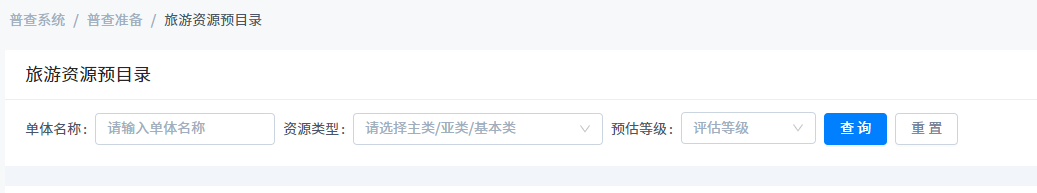 普查系统 / 普查准备 / 旅游资源预目录
旅游资源预目录
单体名称: 请输入单体名称 资源类型: 请选择主类/亚类/基本类 预估等级: 评估等级 查 询 重 置